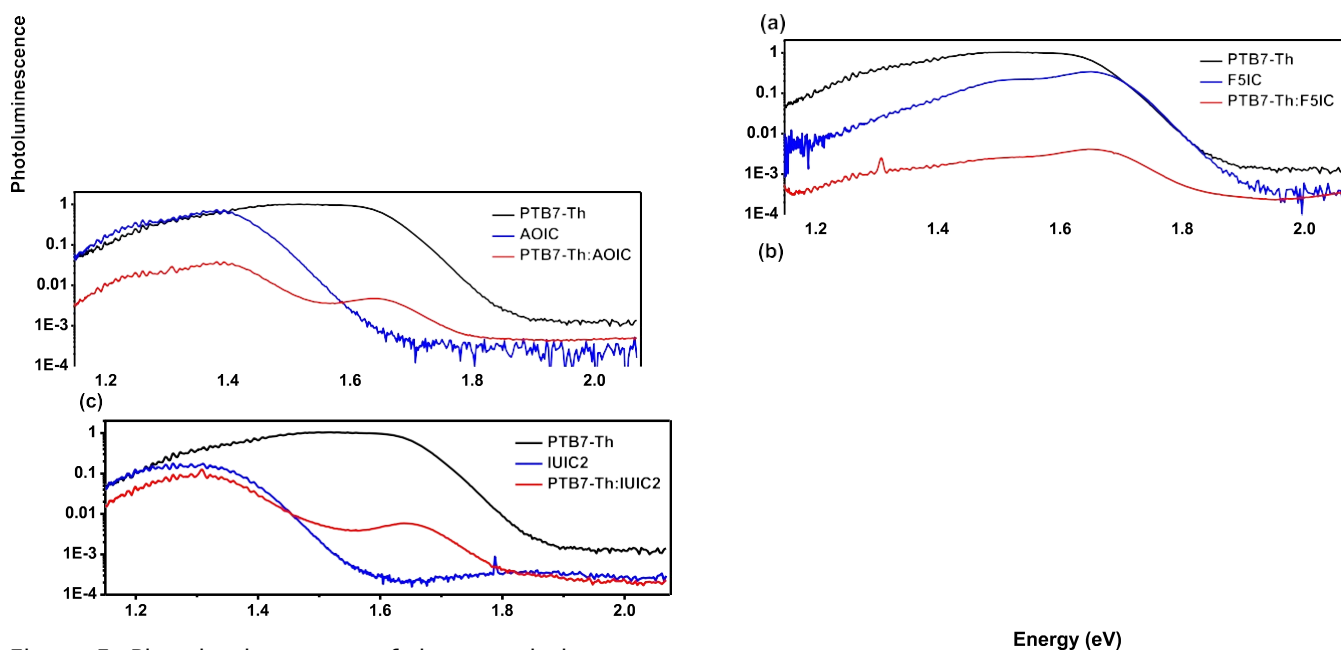 Photoluminescence
(a)
1
0.1
0.01
1E-3
1E-4
PTB7-Th
F5IC
PTB7-Th:F5IC
1.2 1.4 1.6 1.8 2.0
(b)
1
0.1
0.01
1E-3
1E-4
PTB7-Th
AOIC
PTB7-Th:AOIC
1.2 1.4 1.6 1.8 2.0
(c)
1
0.1
0.01
1E-3
1E-4
PTB7-Th
IUIC2
PTB7-Th:IUIC2
1.2 1.4 1.6 1.8 2.0
Energy (eV)